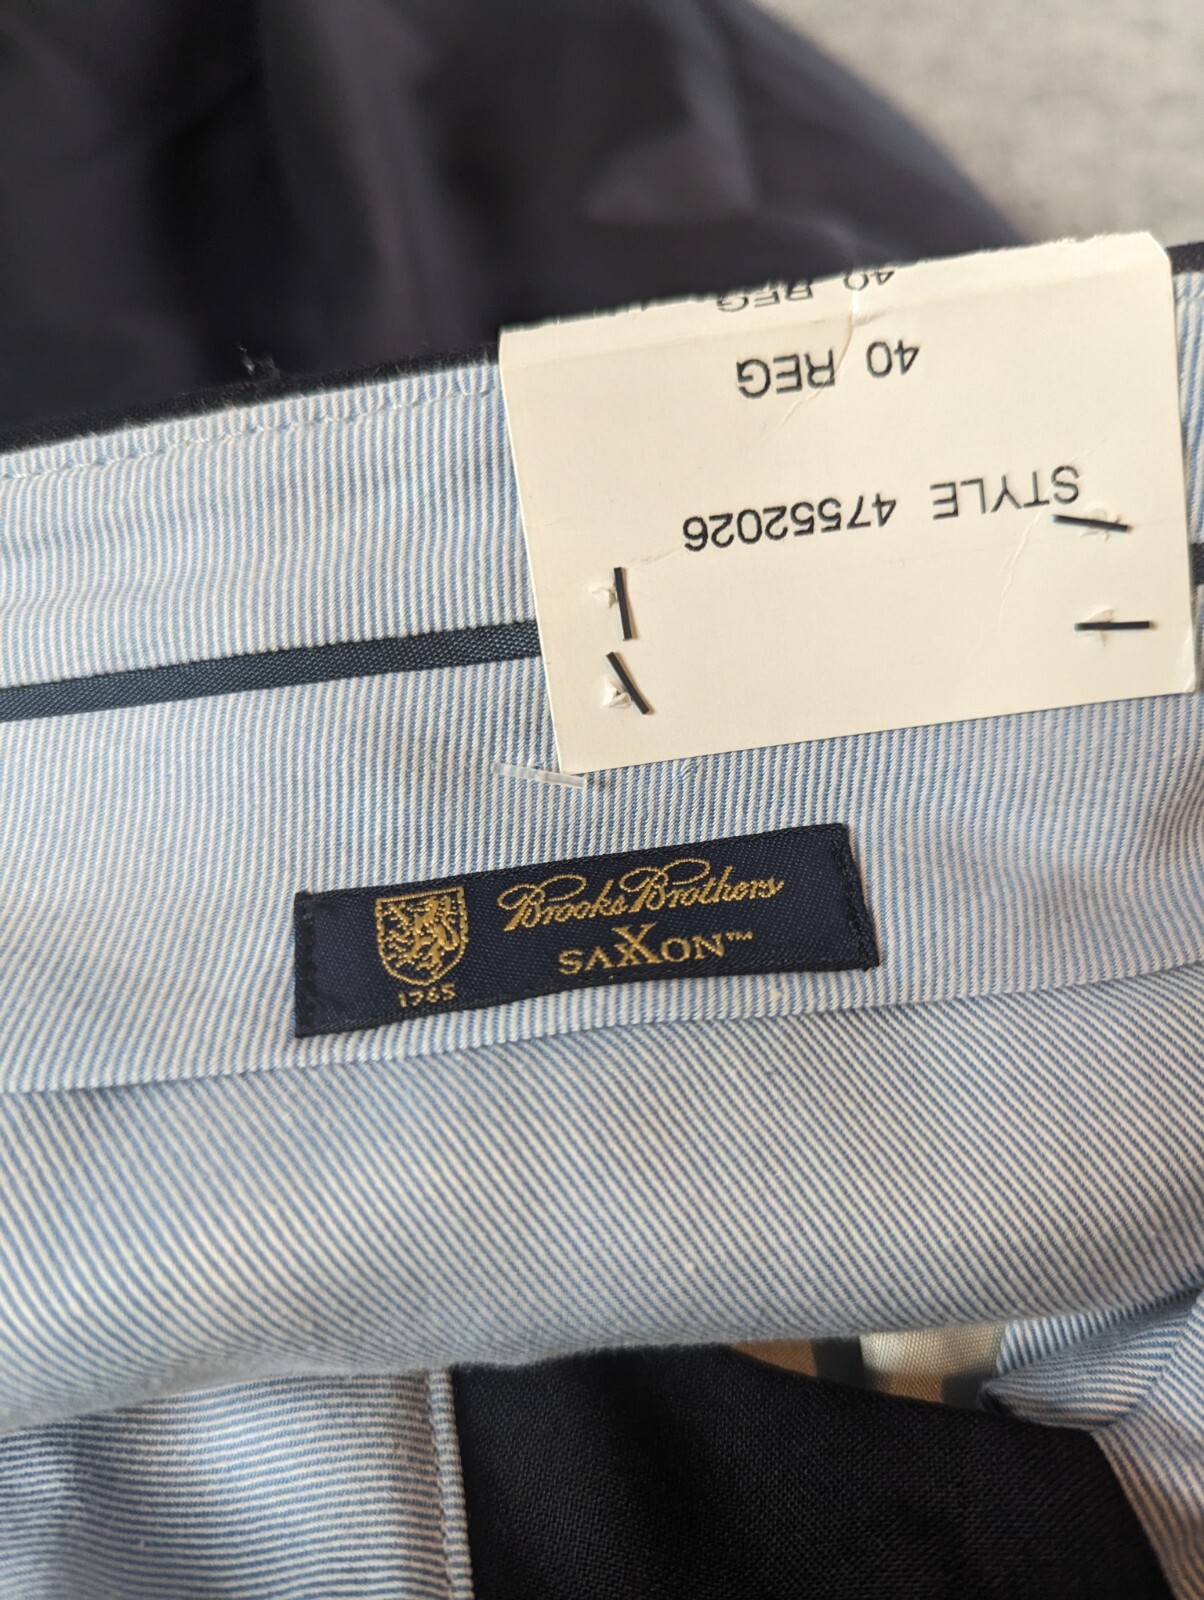 40 REG
40 REG
STYLE 47552026
Brooks Brothers
SAXXON™
1765